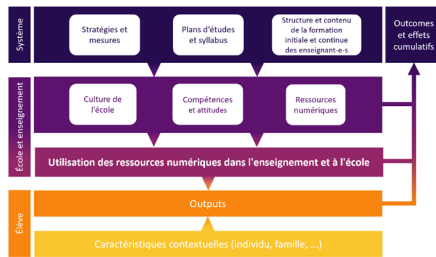 Système
Stratégies et
mesures
Plans d'études
et syllabus
Structure et contenu
de la formation
initiale et continue
des enseignant-e-s
Outcomes
et effets
cumulatifs
École et enseignement
Culture de
l'école
Compétences
et attitudes
Ressources
numériques
Utilisation des ressources numériques dans l'enseignement et à l'école
Élève
Outputs
Caractéristiques contextuelles (individu, famille, ...)